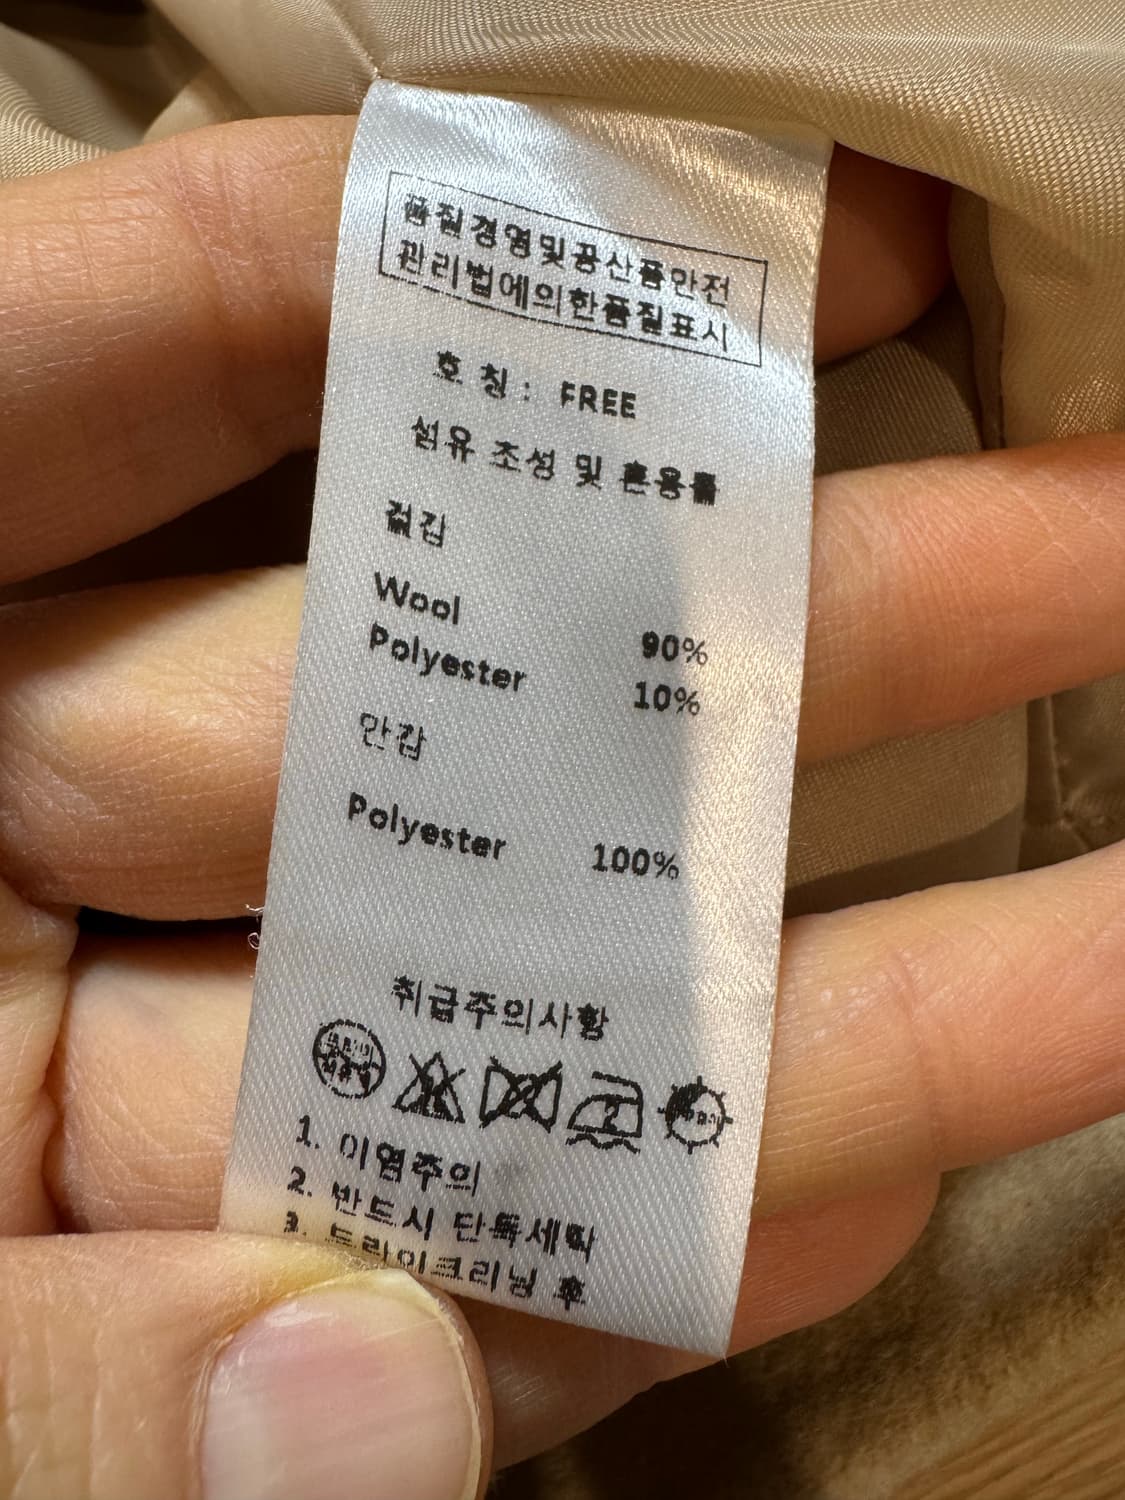 품질경영및공산품안전
관리법에의한품질표시
호 칭 : FREE
섬유 조성 및 혼용률
겉감
Wool 90%
Polyester 10%
안감
Polyester 100%
취급주의사항
2
1. 이염주의
2. 반드시 단독세탁
3. 드라이크리닝 후